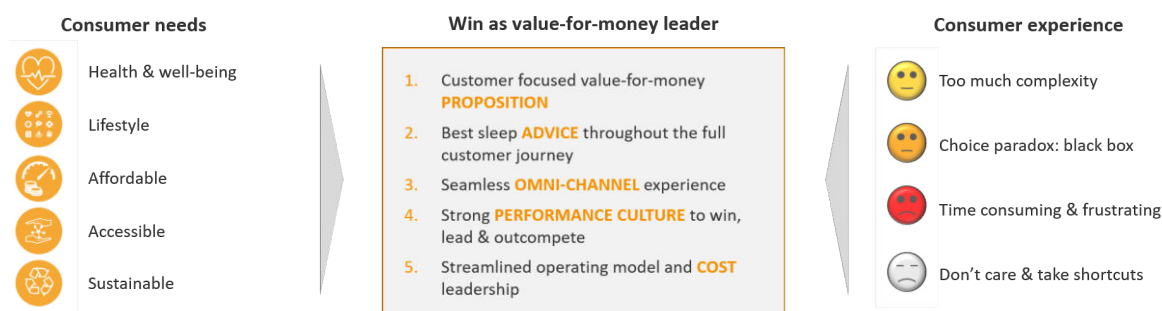 Consumer needs
Health & well-being
Lifestyle
Affordable
Accessible
Sustainable
Win as value-for-money leader
1. Customer focused value-for-money
PROPOSITION
2. Best sleep ADVICE throughout the full
customer journey
3. Seamless OMNI-CHANNEL experience
4. Strong PERFORMANCE CULTURE to win,
lead & outcompete
5. Streamlined operating model and COST
leadership
Consumer experience
Too much complexity
Choice paradox: black box
Time consuming & frustrating
Don’t care & take shortcuts